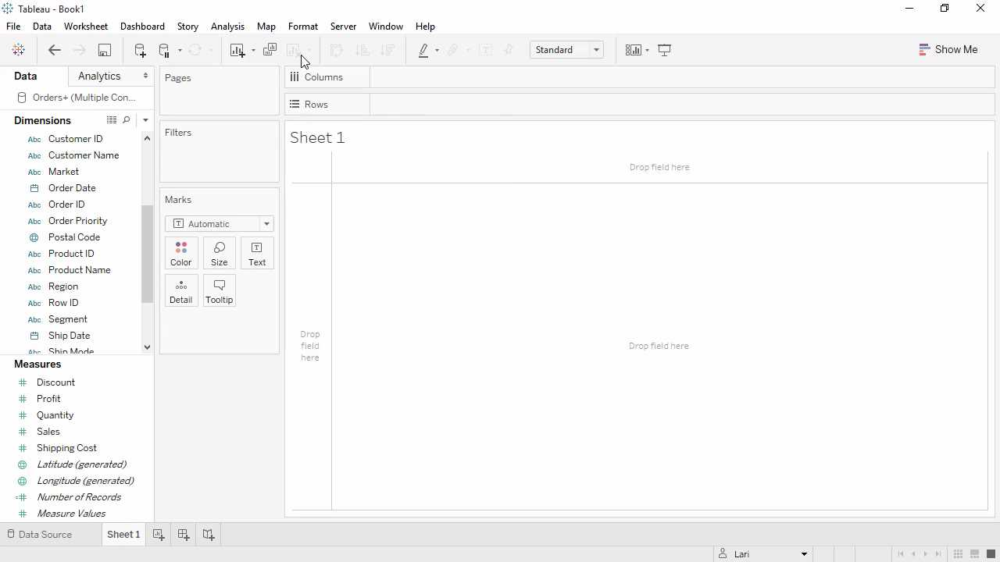 Tableau - Book1
File Data Worksheet Dashboard Story Analysis Map Format Server Window Help
Standard
Show Me
Data
Analytics
Orders+ (Multiple Con...
Dimensions
Abc Customer ID
Abc Customer Name
Abc Market
Order Date
Abc Order ID
Abc Order Priority
Postal Code
Abc Product ID
Abc Product Name
Abc Region
Abc Row ID
Abc Segment
Ship Date
Abc Ship Mode
Measures
# Discount
# Profit
# Quantity
# Sales
# Shipping Cost
Latitude (generated)
Longitude (generated)
=# Number of Records
# Measure Values
Pages
Filters
Marks
T Automatic
Color
Size
Text
Detail
Tooltip
Columns
Rows
Sheet 1
Drop field here
Drop
field
here
Drop field here
Data Source
Sheet 1
Lari